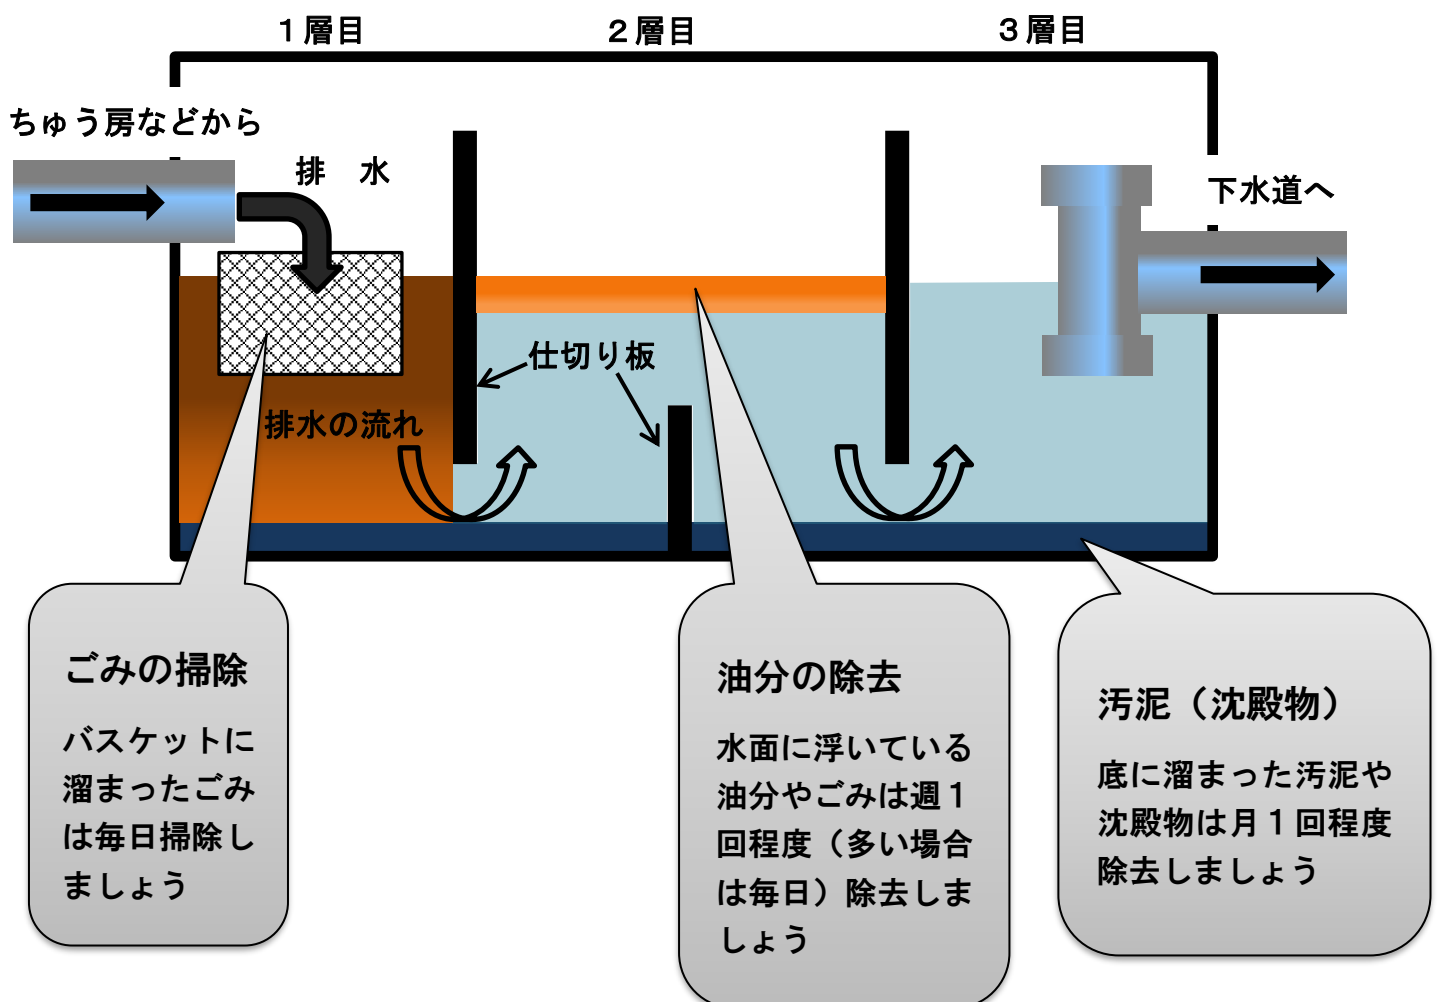 １層目
２層目
３層目
ちゅう房などから
排　水
下水道へ
仕切り板
排水の流れ
ごみの掃除
バスケットに
溜まったごみ
は毎日掃除し
ましょう
油分の除去
水面に浮いている
油分やごみは週１
回程度（多い場合
は毎日）除去しま
しょう
汚泥（沈殿物）
底に溜まった汚泥や
沈殿物は月１回程度
除去しましょう